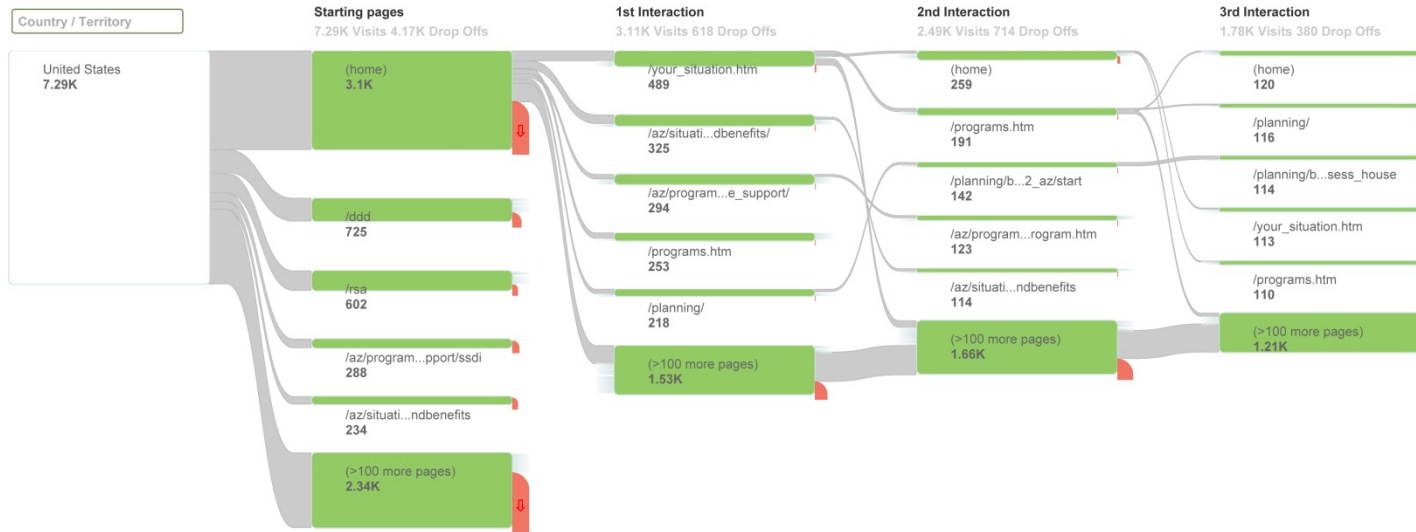 Country / Territory
United States
7.29K
Starting pages
7.29K Visits 4.17K Drop Offs
(home)
3.1K
/ddd
725
/rsa
602
/az/program...pport/ssdi
288
/az/situati...ndbenefits
234
(>100 more pages)
2.34K
1st Interaction
3.11K Visits 618 Drop Offs
/your_situation.htm
489
/az/situati...dbenefits/
325
/az/program...e_support/
294
/programs.htm
253
/planning/
218
(>100 more pages)
1.53K
2nd Interaction
2.49K Visits 714 Drop Offs
(home)
259
/programs.htm
191
/planning/b...2_az/start
142
/az/program...rogram.htm
123
/az/situati...ndbenefits
114
(>100 more pages)
1.66K
3rd Interaction
1.78K Visits 380 Drop Offs
(home)
120
/planning/
116
/planning/b...sess_house
114
/your_situation.htm
113
/programs.htm
110
(>100 more pages)
1.21K